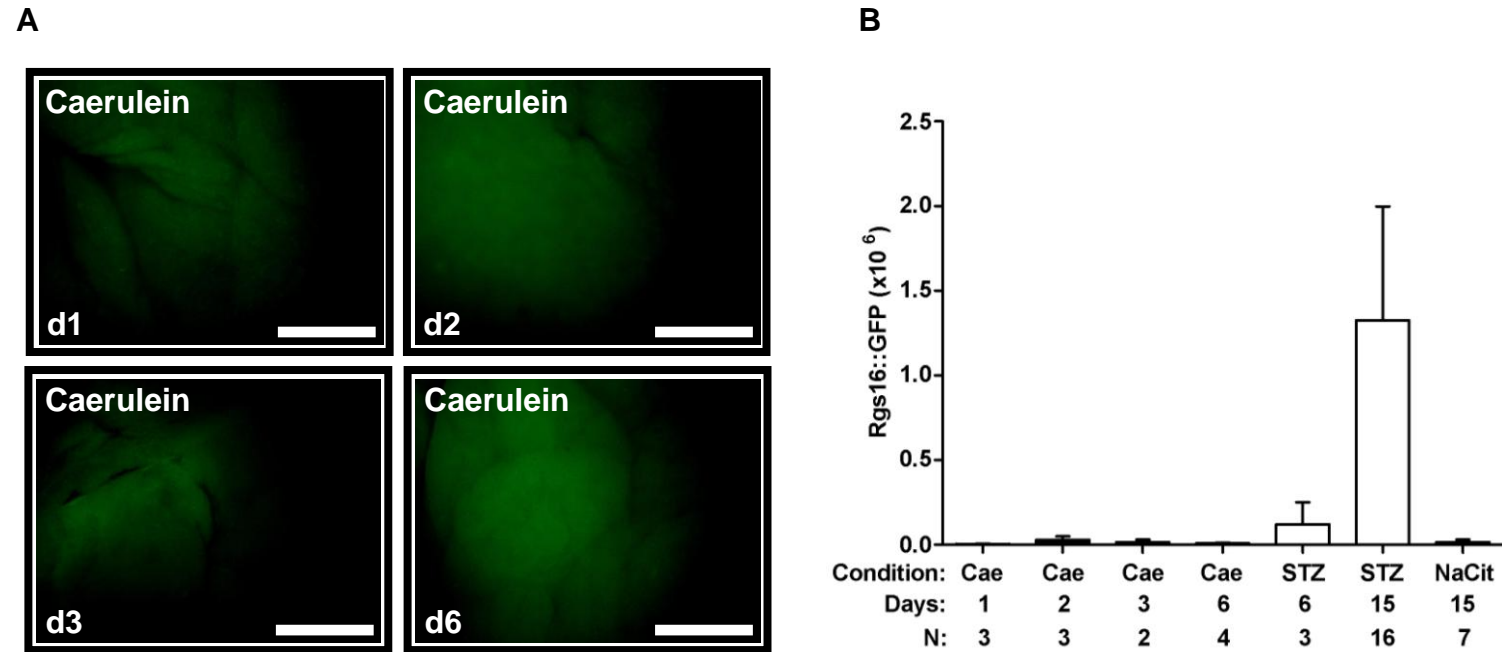 A
B
Caerulein
Caerulein
d1
d2
Caerulein
Caerulein
d3
d6
Rgs16::GFP (x10 6)
2.5
2.0
1.5
1.0
0.5
0.0
Condition: Cae Cae Cae Cae STZ STZ NaCit
Days: 1 2 3 6 6 15 15
N: 3 3 2 4 3 16 7